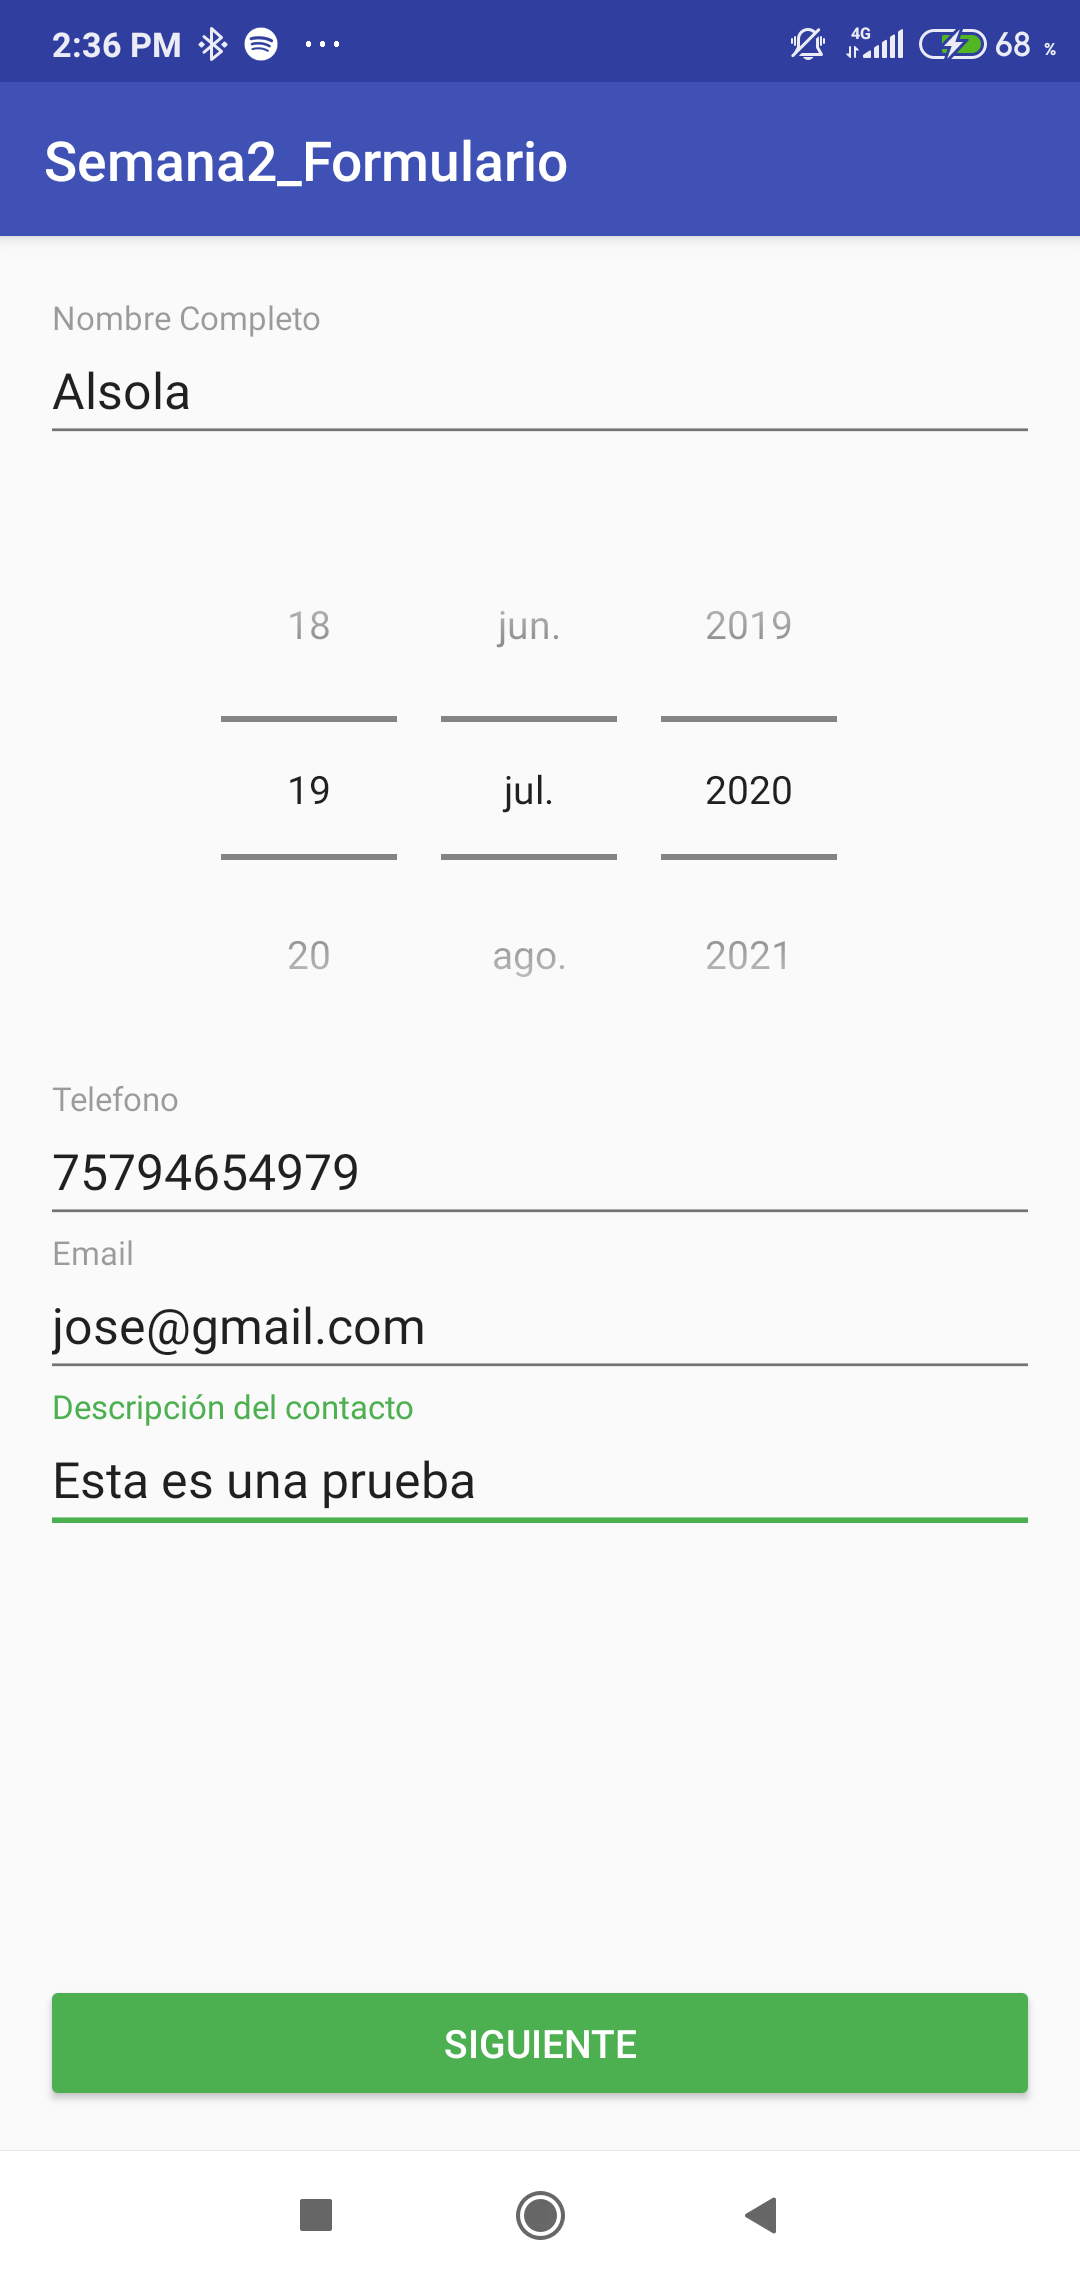 2:36 PM 4G 68 %
Semana2_Formulario
Nombre Completo
Alsola
18 jun. 2019
19 jul. 2020
20 ago. 2021
Telefono
75794654979
Email
jose@gmail.com
Descripción del contacto
Esta es una prueba
SIGUIENTE